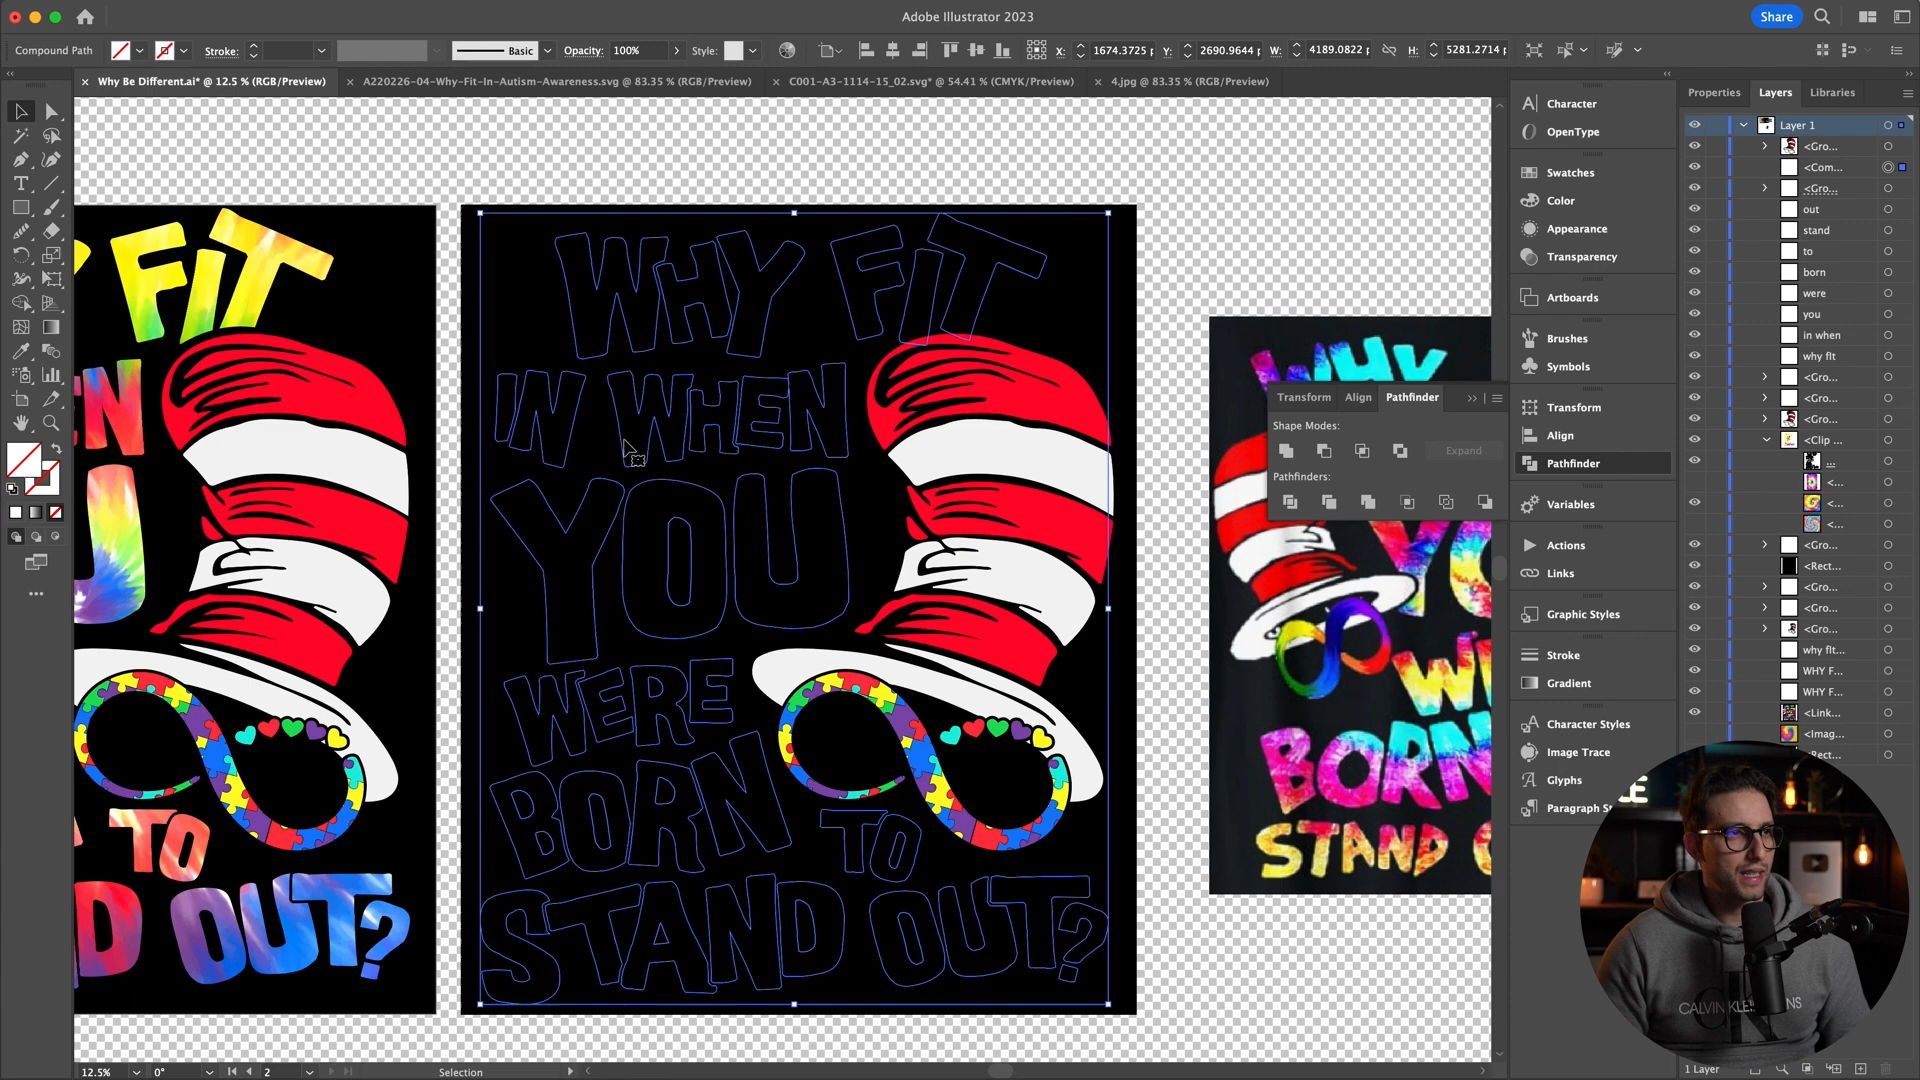 Adobe Illustrator 2023
Share
Compound Path
Stroke:
Basic
Opacity: 100%
Style:
X: 1674.3725 p
Y: 2690.9644 p
W: 4189.0822 p
H: 5281.2714 p
Why Be Different.ai* @ 12.5 % (RGB/Preview)
A220226-04-Why-Fit-In-Autism-Awareness.svg @ 83.35 % (RGB/Preview)
C001-A3-1114-15_02.svg* @ 54.41 % (CMYK/Preview)
4.jpg @ 83.35 % (RGB/Preview)
FIT
TO
OUT?
WHY FIT
IN WHEN
YOU
WERE
BORN TO
STAND OUT?
WHY
BORN
STAND
Transform
Align
Pathfinder
Shape Modes:
Expand
Pathfinders:
Character
OpenType
Swatches
Color
Appearance
Transparency
Artboards
Brushes
Symbols
Transform
Align
Pathfinder
Variables
Actions
Links
Graphic Styles
Stroke
Gradient
Character Styles
Image Trace
Glyphs
Paragraph St
Properties
Layers
Libraries
Layer 1
<Gro...
<Com...
<Gro...
out
stand
to
born
were
you
in when
why fit
<Gro...
<Gro...
<Gro...
<Clip ...
...
<...
<...
<...
<Gro...
<Rect...
<Gro...
<Gro...
<Gro...
why fit...
WHY F...
WHY F...
<Link...
<Imag...
Rect...
CALVIN KLEIN JEANS
12.5%
0°
2
Selection
1 Layer